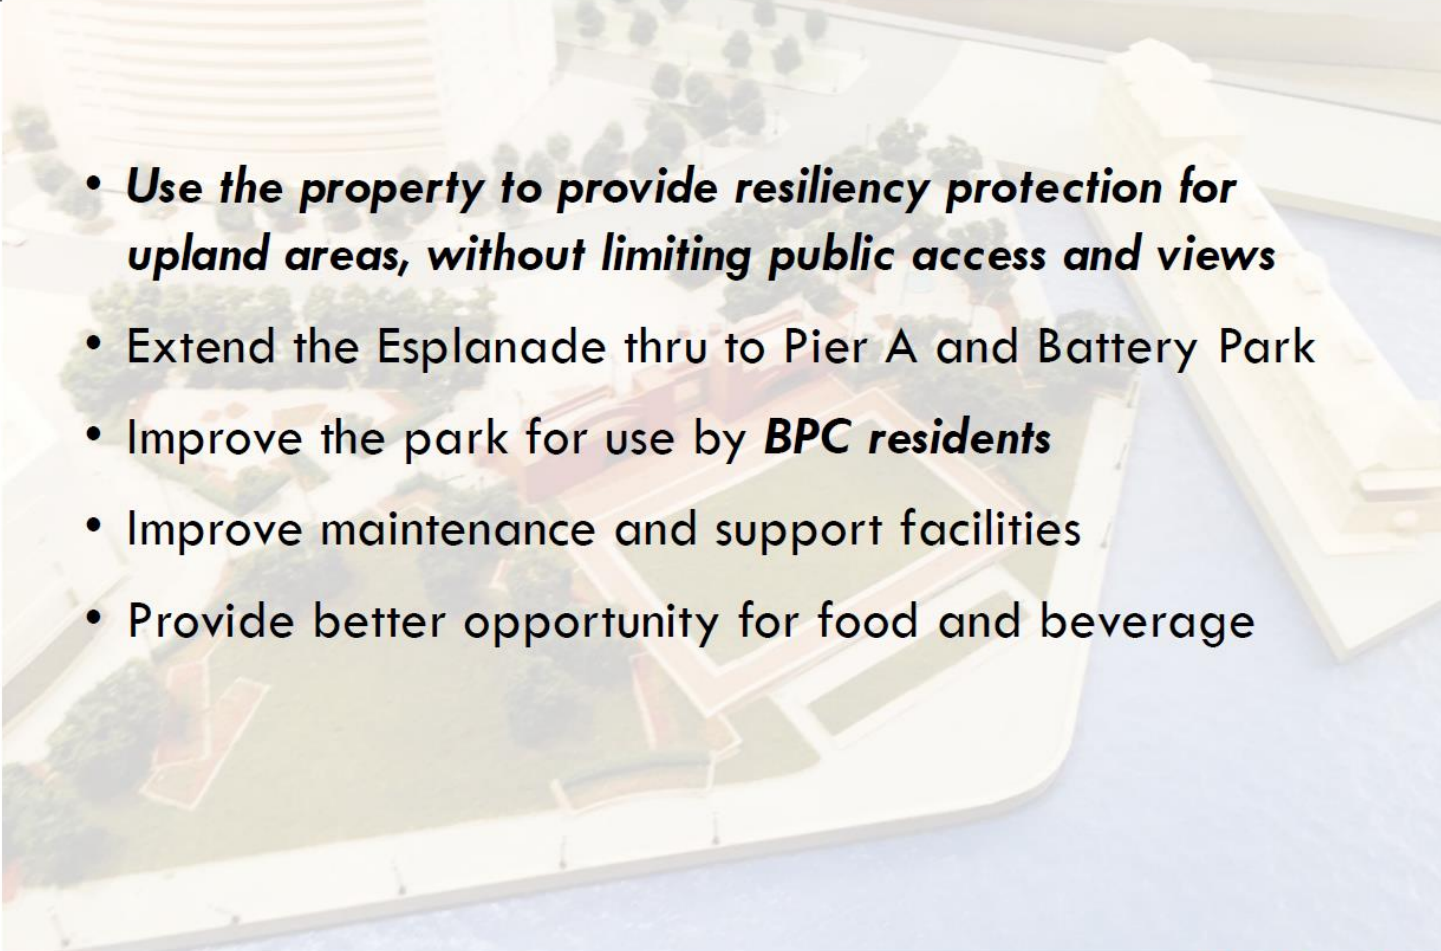 • Use the property to provide resiliency protection for
upland areas, without limiting public access and views
• Extend the Esplanade thru to Pier A and Battery Park
• Improve the park for use by BPC residents
• Improve maintenance and support facilities
• Provide better opportunity for food and beverage